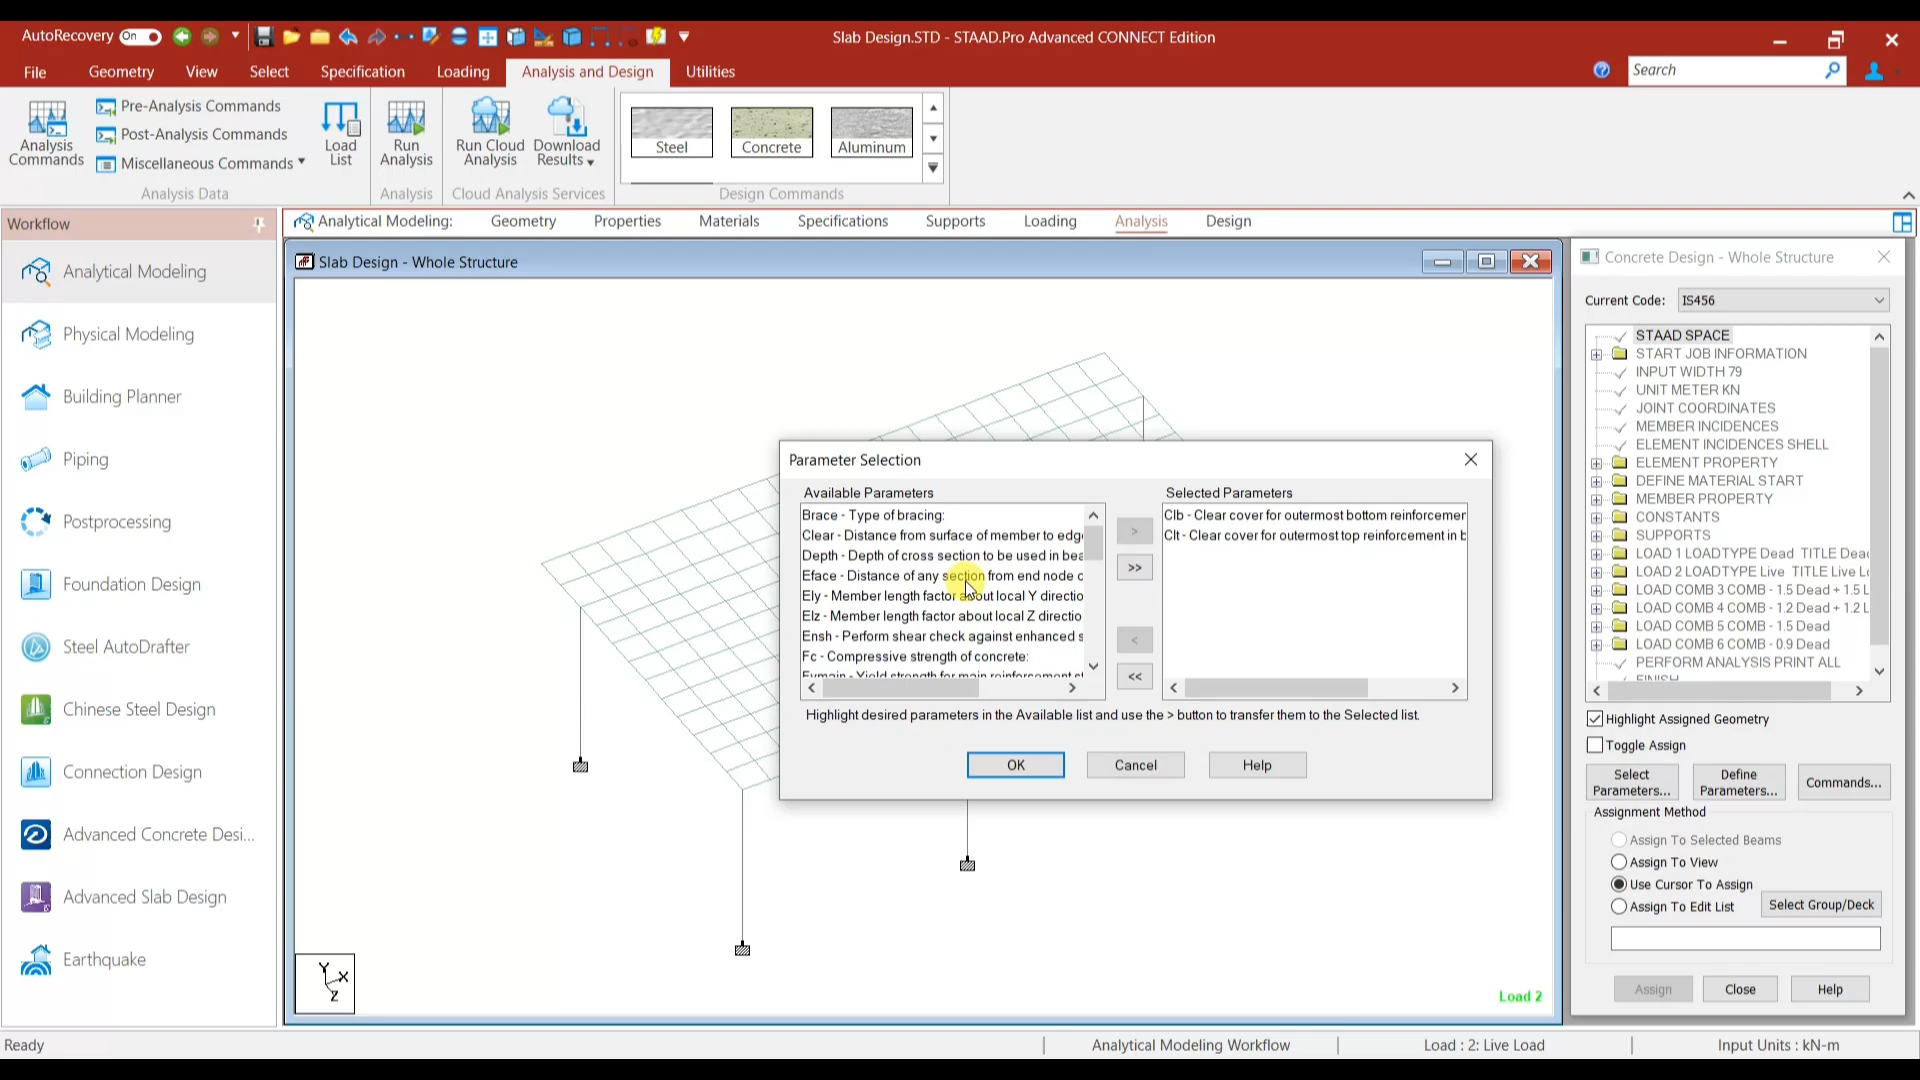 AutoRecovery On
Slab Design.STD - STAAD.Pro Advanced CONNECT Edition
File Geometry View Select Specification Loading Analysis and Design Utilities
Search
Analysis Commands
Pre-Analysis Commands
Post-Analysis Commands
Miscellaneous Commands
Load List
Run Analysis
Run Cloud Analysis
Download Results
Steel
Concrete
Aluminum
Analysis Data
Analysis
Cloud Analysis Services
Design Commands
Workflow
Analytical Modeling: Geometry Properties Materials Specifications Supports Loading Analysis Design
Analytical Modeling
Physical Modeling
Building Planner
Piping
Postprocessing
Foundation Design
Steel AutoDrafter
Chinese Steel Design
Connection Design
Advanced Concrete Desi...
Advanced Slab Design
Earthquake
Slab Design - Whole Structure
Y
X
Z
Load 2
Parameter Selection
Available Parameters
Brace - Type of bracing:
Clear - Distance from surface of member to edg
Depth - Depth of cross section to be used in bea
Eface - Distance of any section from end node c
Ely - Member length factor about local Y directio
Elz - Member length factor about local Z directio
Ensh - Perform shear check against enhanced s
Fc - Compressive strength of concrete:
Fymain - Yield strength for main reinforcement st
>
>>
<
<<
Selected Parameters
Clb - Clear cover for outermost bottom reinforcemer
Clt - Clear cover for outermost top reinforcement in b
Highlight desired parameters in the Available list and use the > button to transfer them to the Selected list.
OK Cancel Help
Concrete Design - Whole Structure
Current Code: IS456
STAAD SPACE
START JOB INFORMATION
INPUT WIDTH 79
UNIT METER KN
JOINT COORDINATES
MEMBER INCIDENCES
ELEMENT INCIDENCES SHELL
ELEMENT PROPERTY
DEFINE MATERIAL START
MEMBER PROPERTY
CONSTANTS
SUPPORTS
LOAD 1 LOADTYPE Dead TITLE Dea
LOAD 2 LOADTYPE Live TITLE Live L
LOAD COMB 3 COMB - 1.5 Dead + 1.5 L
LOAD COMB 4 COMB - 1.2 Dead + 1.2 L
LOAD COMB 5 COMB - 1.5 Dead
LOAD COMB 6 COMB - 0.9 Dead
PERFORM ANALYSIS PRINT ALL
FINISH
Highlight Assigned Geometry
Toggle Assign
Select Parameters...
Define Parameters...
Commands...
Assignment Method
Assign To Selected Beams
Assign To View
Use Cursor To Assign
Assign To Edit List
Select Group/Deck
Assign Close Help
Ready
Analytical Modeling Workflow
Load : 2: Live Load
Input Units : kN-m